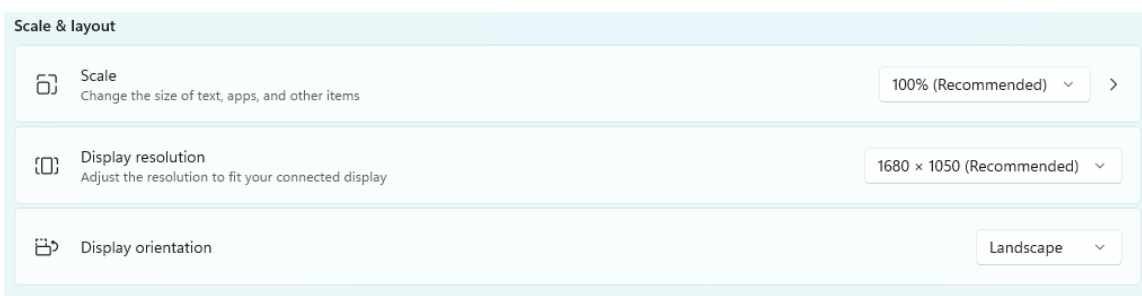 Scale & layout
Scale
Change the size of text, apps, and other items
100% (Recommended)
Display resolution
Adjust the resolution to fit your connected display
1680 × 1050 (Recommended)
Display orientation
Landscape